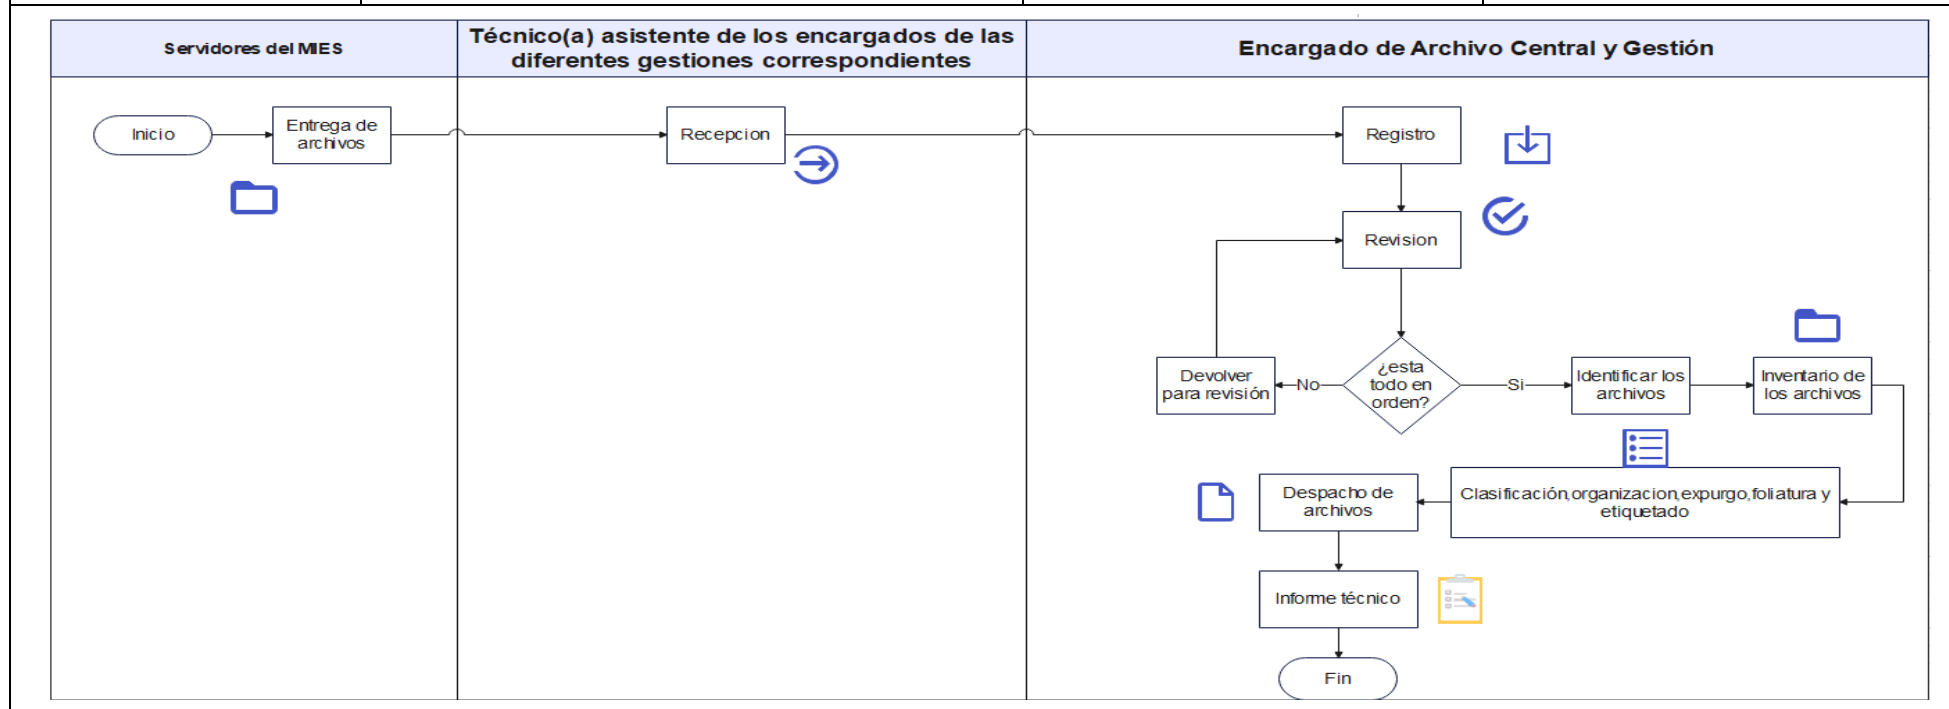 Servidores del MIES
Técnico(a) asistente de los encargados de las
diferentes gestiones correspondientes
Encargado de Archivo Central y Gestión
Inicio
Entrega de
archivos
Recepcion
Registro
Revision
¿esta
todo en
orden?
No
Devolver
para revisión
Si
Identificar los
archivos
Inventario de
los archivos
Clasificación,organizacion,expurgo,foliatura y
etiquetado
Despacho de
archivos
Informe técnico
Fin